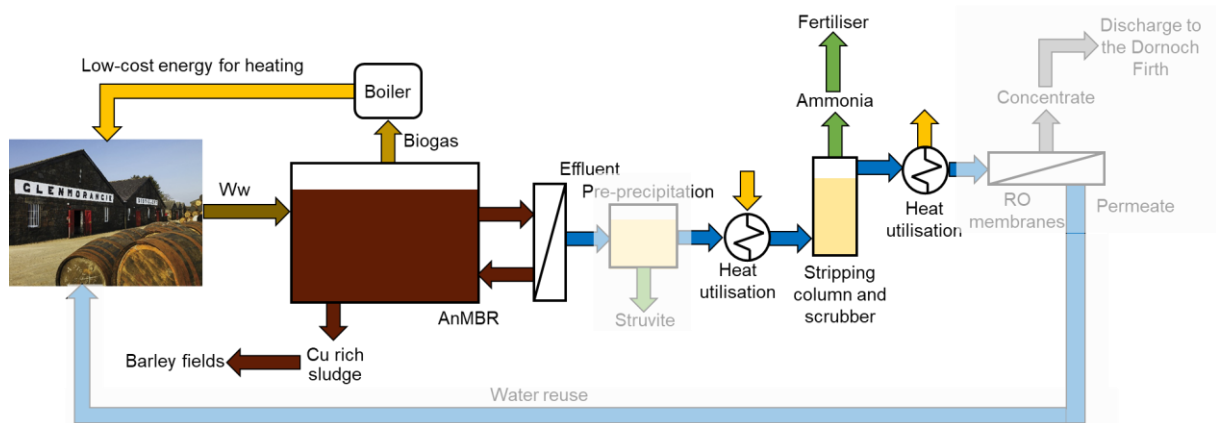 Fertiliser
Discharge to
the Dornoch
Firth
Low-cost energy for heating
Boiler
Ammonia
Concentrate
Biogas
GLENMORANGIE
Ww
Effluent
Pre-precipitation
RO
membranes
Permeate
Heat
utilisation
Heat
utilisation
Stripping
column and
scrubber
AnMBR
Struvite
Barley fields
Cu rich
sludge
Water reuse